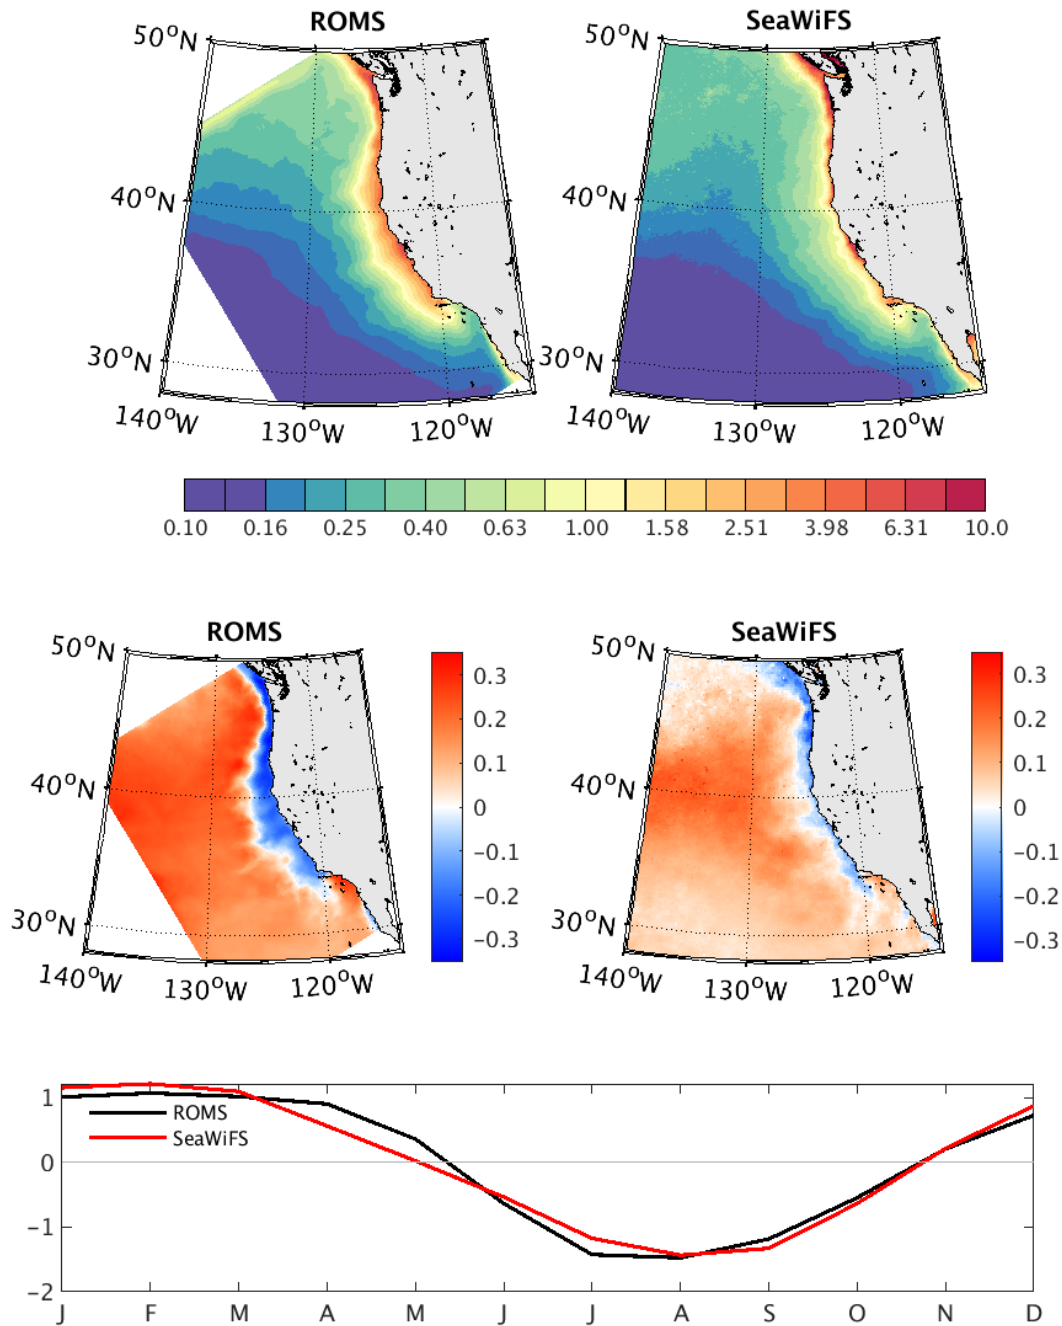 ROMS SeaWiFS
50°N 50°N
40°N 40°N
30°N 30°N
140°W 130°W 120°W 140°W 130°W 120°W
0.10 0.16 0.25 0.40 0.63 1.00 1.58 2.51 3.98 6.31 10.0
ROMS SeaWiFS
50°N 50°N
0.3 0.3
0.2 0.2
0.1 0.1
40°N 0 40°N 0
−0.1 −0.1
−0.2 −0.2
30°N −0.3 30°N −0.3
140°W 130°W 120°W 140°W 130°W 120°W
1
ROMS
SeaWiFS
0
−1
−2
J F M A M J J A S O N D